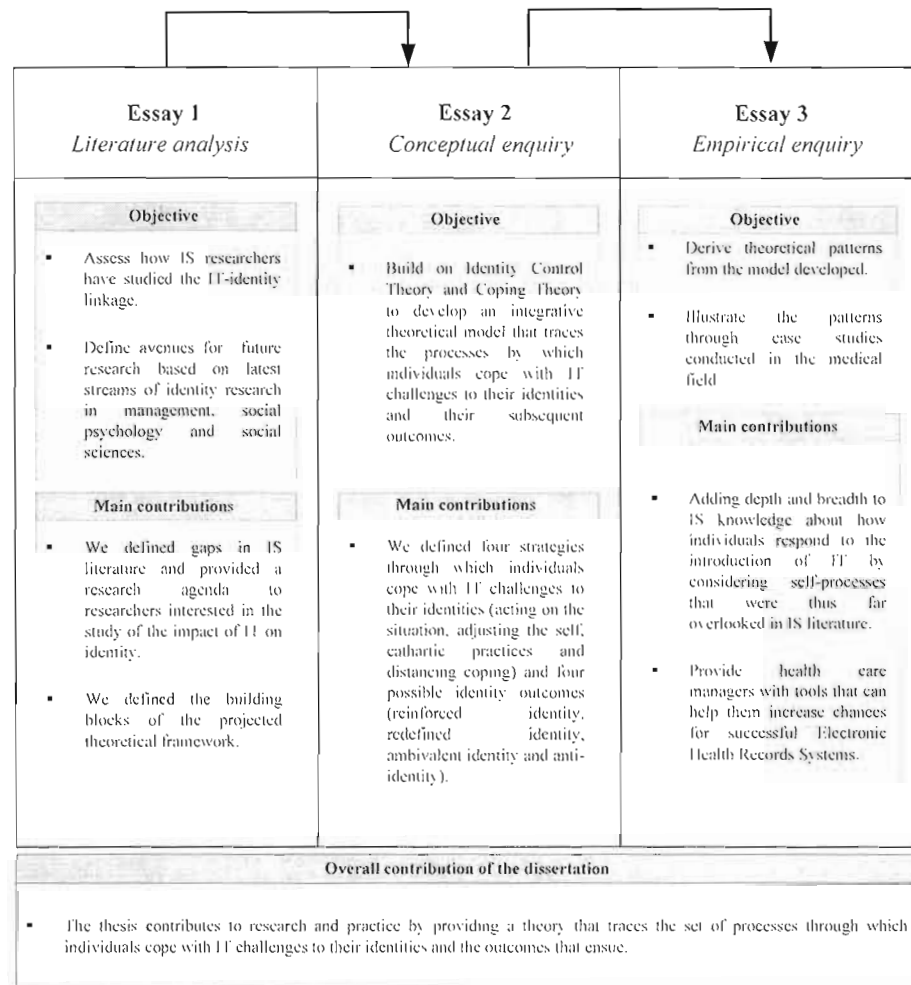 Essay 1
Literature analysis
Objective
▪ Assess how IS researchers
have studied the IT-identity
linkage.
▪ Define avenues for future
research based on latest
streams of identity research
in management, social
psychology and social
sciences.
Main contributions
▪ We defined gaps in IS
literature and provided a
research agenda to
researchers interested in the
study of the impact of IT on
identity.
▪ We defined the building
blocks of the projected
theoretical framework.
Essay 2
Conceptual enquiry
Objective
▪ Build on Identity Control
Theory and Coping Theory
to develop an integrative
theoretical model that traces
the processes by which
individuals cope with IT
challenges to their identities
and their subsequent
outcomes.
Main contributions
▪ We defined four strategies
through which individuals
cope with IT challenges to
their identities (acting on the
situation, adjusting the self,
cathartic practices and
distancing coping) and four
possible identity outcomes
(reinforced identity,
redefined identity,
ambivalent identity and anti-
identity).
Essay 3
Empirical enquiry
Objective
▪ Derive theoretical patterns
from the model developed.
▪ Illustrate the patterns
through case studies
conducted in the medical
field
Main contributions
▪ Adding depth and breadth to
IS knowledge about how
individuals respond to the
introduction of IT by
considering self-processes
that were thus far
overlooked in IS literature.
▪ Provide health care
managers with tools that can
help them increase chances
for successful Electronic
Health Records Systems.
Overall contribution of the dissertation
▪ The thesis contributes to research and practice by providing a theory that traces the set of processes through which
individuals cope with IT challenges to their identities and the outcomes that ensue.